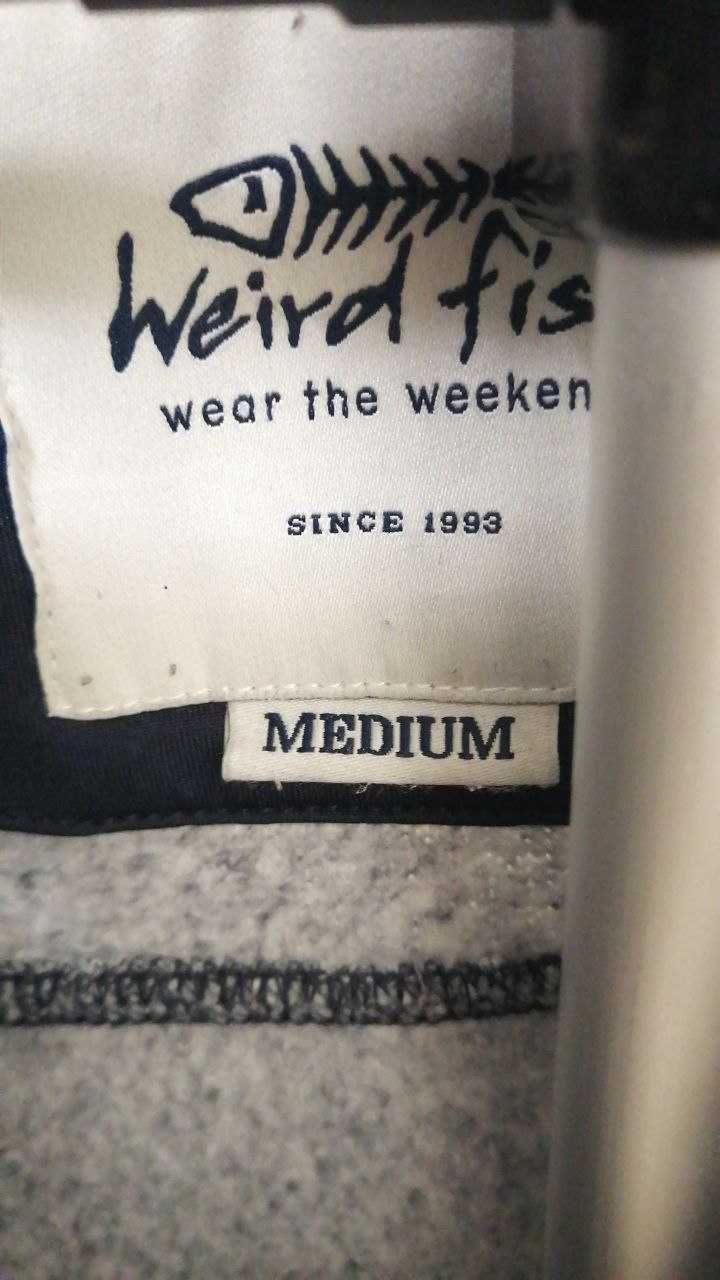 Weird fis
wear the weeken
SINCE 1993
MEDIUM